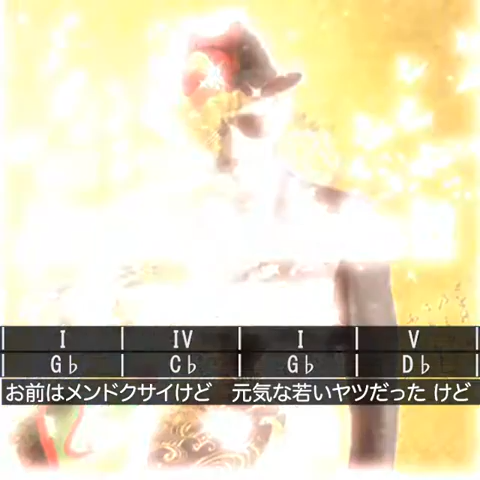 | I | IV | I | V |
| G♭ | C♭ | G♭ | D♭ |
お前はメンドクサイけど 元気な若いヤツだった けど